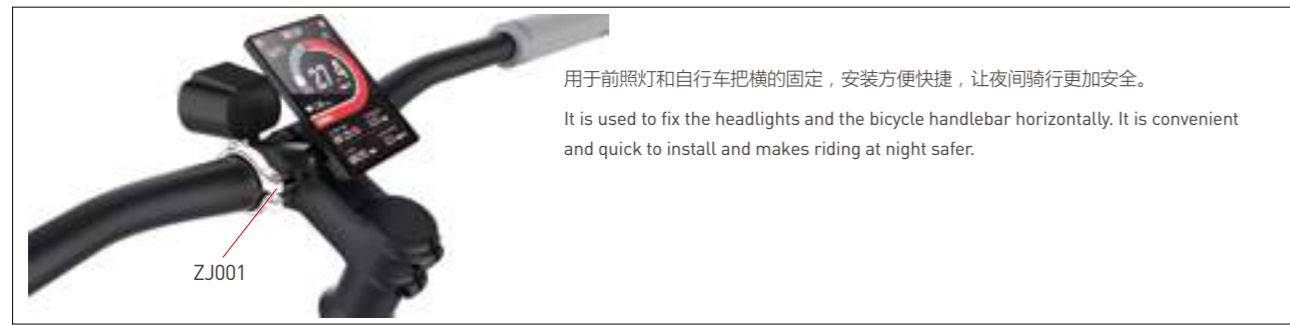 用于前照灯和自行车把横的固定，安装方便快捷，让夜间骑行更加安全。
It is used to fix the headlights and the bicycle handlebar horizontally. It is convenient
and quick to install and makes riding at night safer.
ZJ001